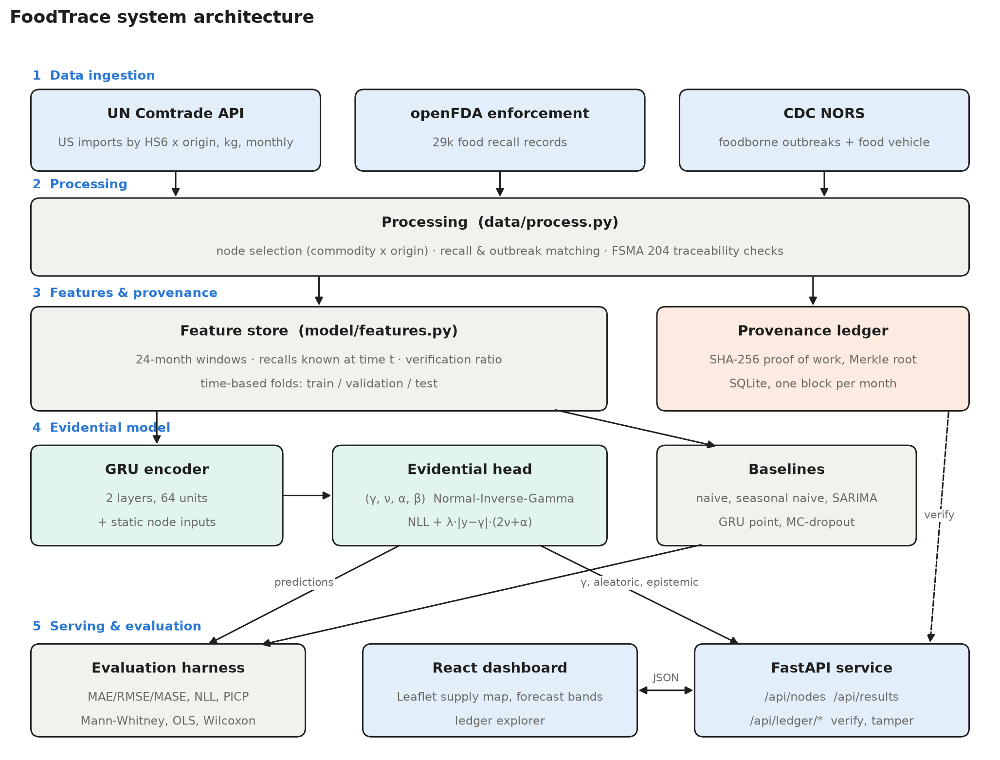 FoodTrace system architecture
1 Data ingestion
UN Comtrade API
US imports by HS6 x origin, kg, monthly
openFDA enforcement
29k food recall records
CDC NORS
foodborne outbreaks + food vehicle
2 Processing
Processing (data/process.py)
node selection (commodity x origin) · recall & outbreak matching · FSMA 204 traceability checks
3 Features & provenance
Feature store (model/features.py)
24-month windows · recalls known at time t · verification ratio
time-based folds: train / validation / test
Provenance ledger
SHA-256 proof of work, Merkle root
SQLite, one block per month
4 Evidential model
GRU encoder
2 layers, 64 units
+ static node inputs
Evidential head
(γ, ν, α, β) Normal-Inverse-Gamma
NLL + λ·|y−γ|·(2ν+α)
Baselines
naive, seasonal naive, SARIMA
GRU point, MC-dropout
verify
predictions
γ, aleatoric, epistemic
5 Serving & evaluation
Evaluation harness
MAE/RMSE/MASE, NLL, PICP
Mann-Whitney, OLS, Wilcoxon
React dashboard
Leaflet supply map, forecast bands
ledger explorer
JSON
FastAPI service
/api/nodes /api/results
/api/ledger/* verify, tamper